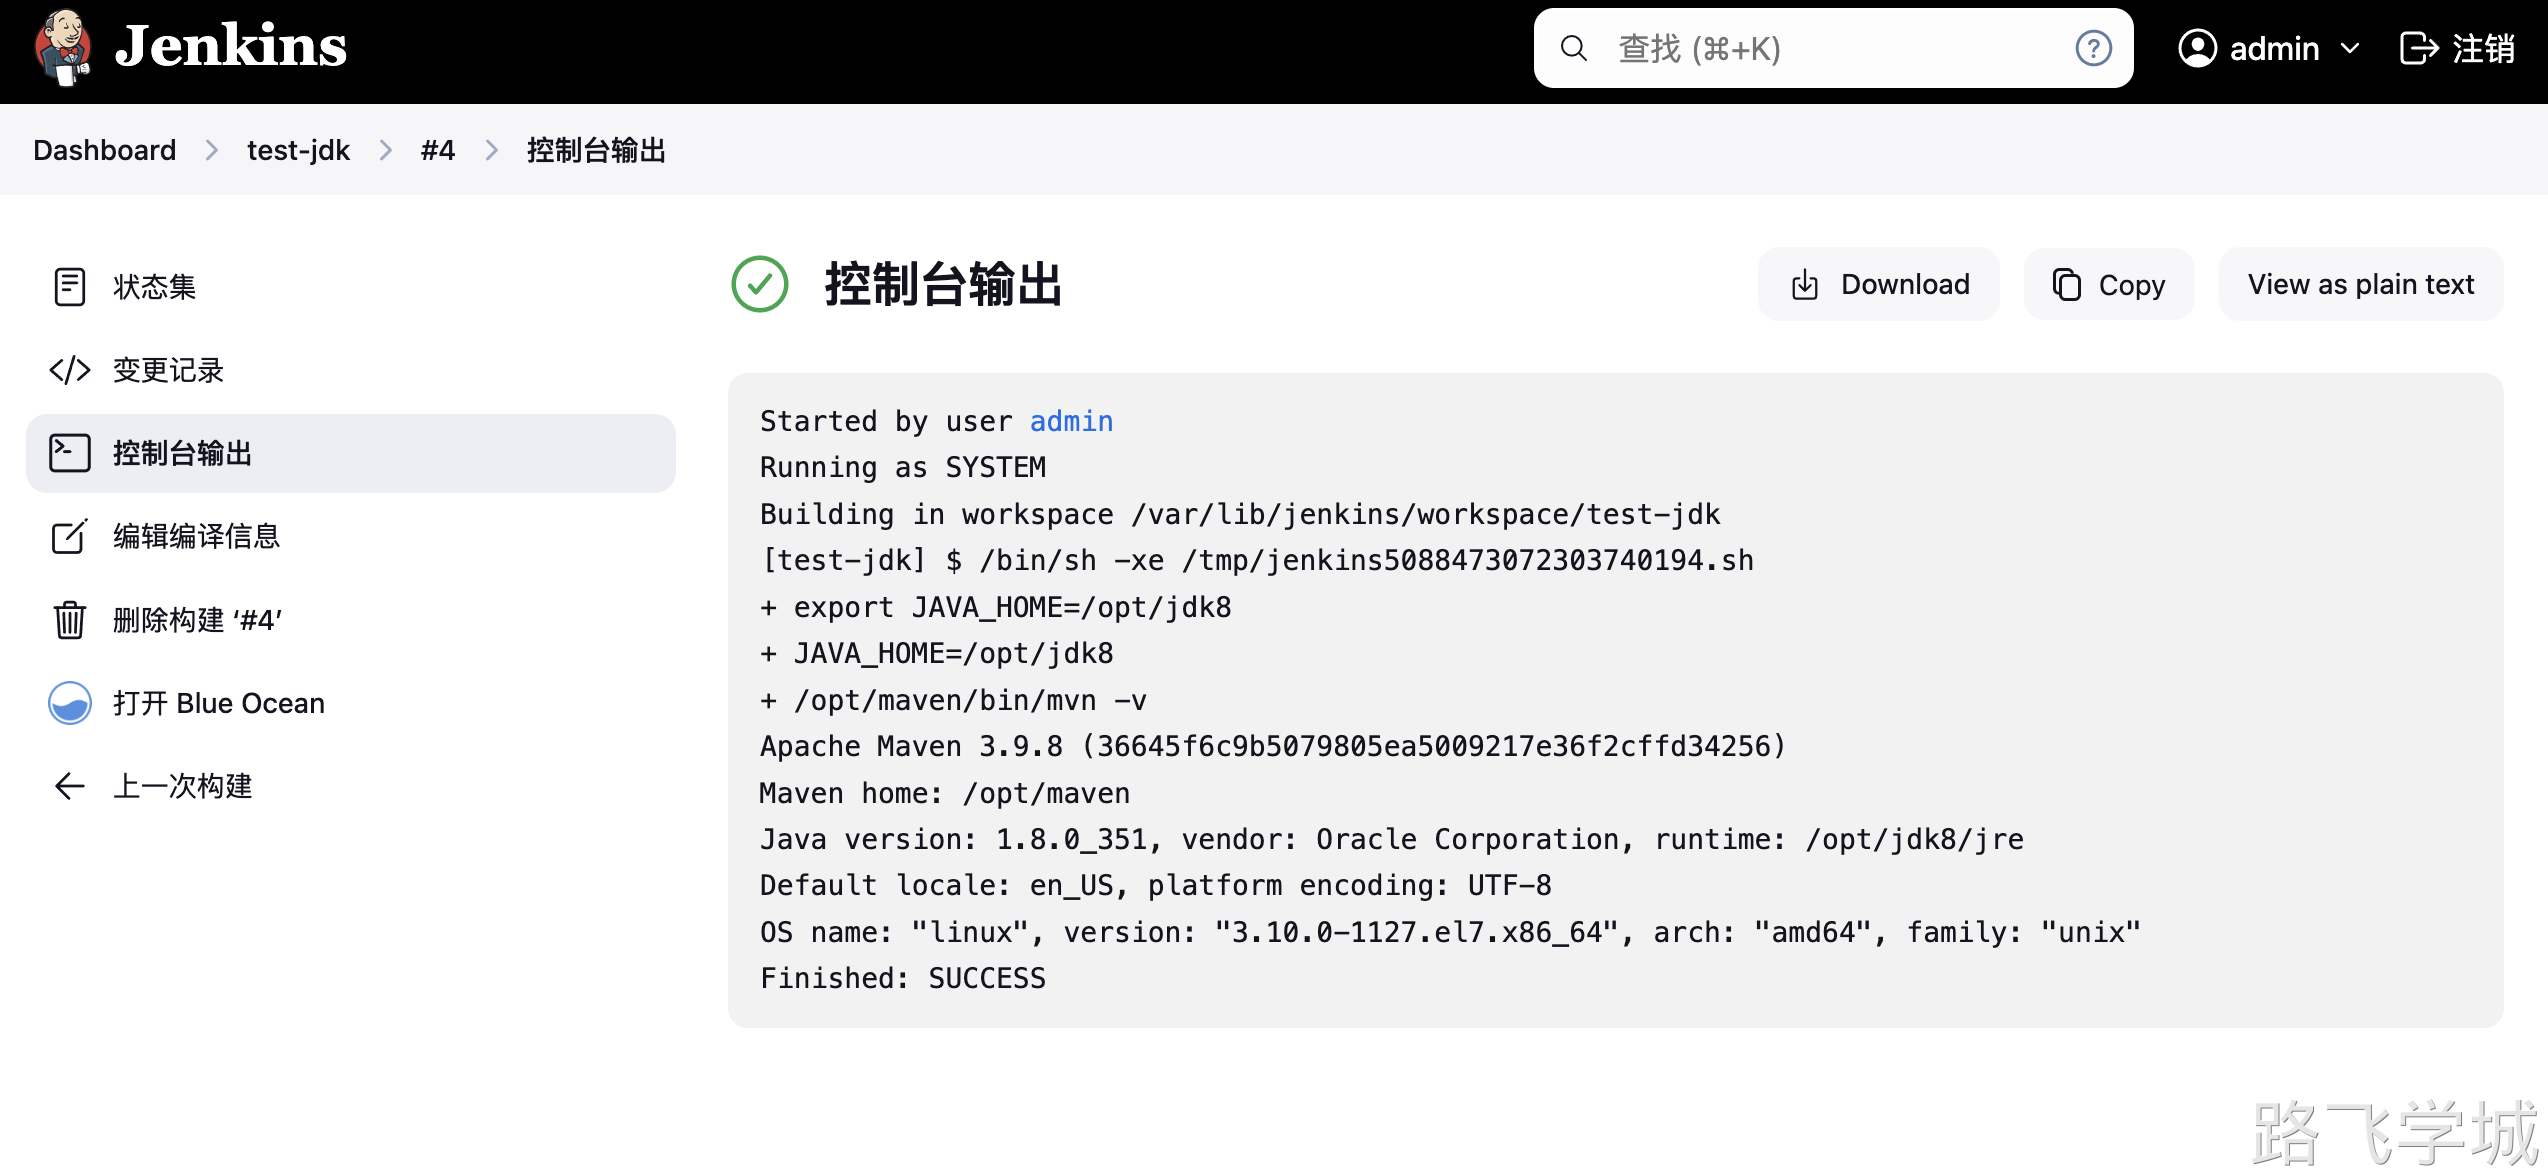 Jenkins
查找 (⌘+K)
admin
注销
Dashboard
test-jdk
#4
控制台输出
状态集
变更记录
控制台输出
编辑编译信息
删除构建 ‘#4’
打开 Blue Ocean
上一次构建
控制台输出
Download
Copy
View as plain text
Started by user admin
Running as SYSTEM
Building in workspace /var/lib/jenkins/workspace/test-jdk
[test-jdk] $ /bin/sh -xe /tmp/jenkins5088473072303740194.sh
+ export JAVA_HOME=/opt/jdk8
+ JAVA_HOME=/opt/jdk8
+ /opt/maven/bin/mvn -v
Apache Maven 3.9.8 (36645f6c9b5079805ea5009217e36f2cffd34256)
Maven home: /opt/maven
Java version: 1.8.0_351, vendor: Oracle Corporation, runtime: /opt/jdk8/jre
Default locale: en_US, platform encoding: UTF-8
OS name: "linux", version: "3.10.0-1127.el7.x86_64", arch: "amd64", family: "unix"
Finished: SUCCESS
路飞学城